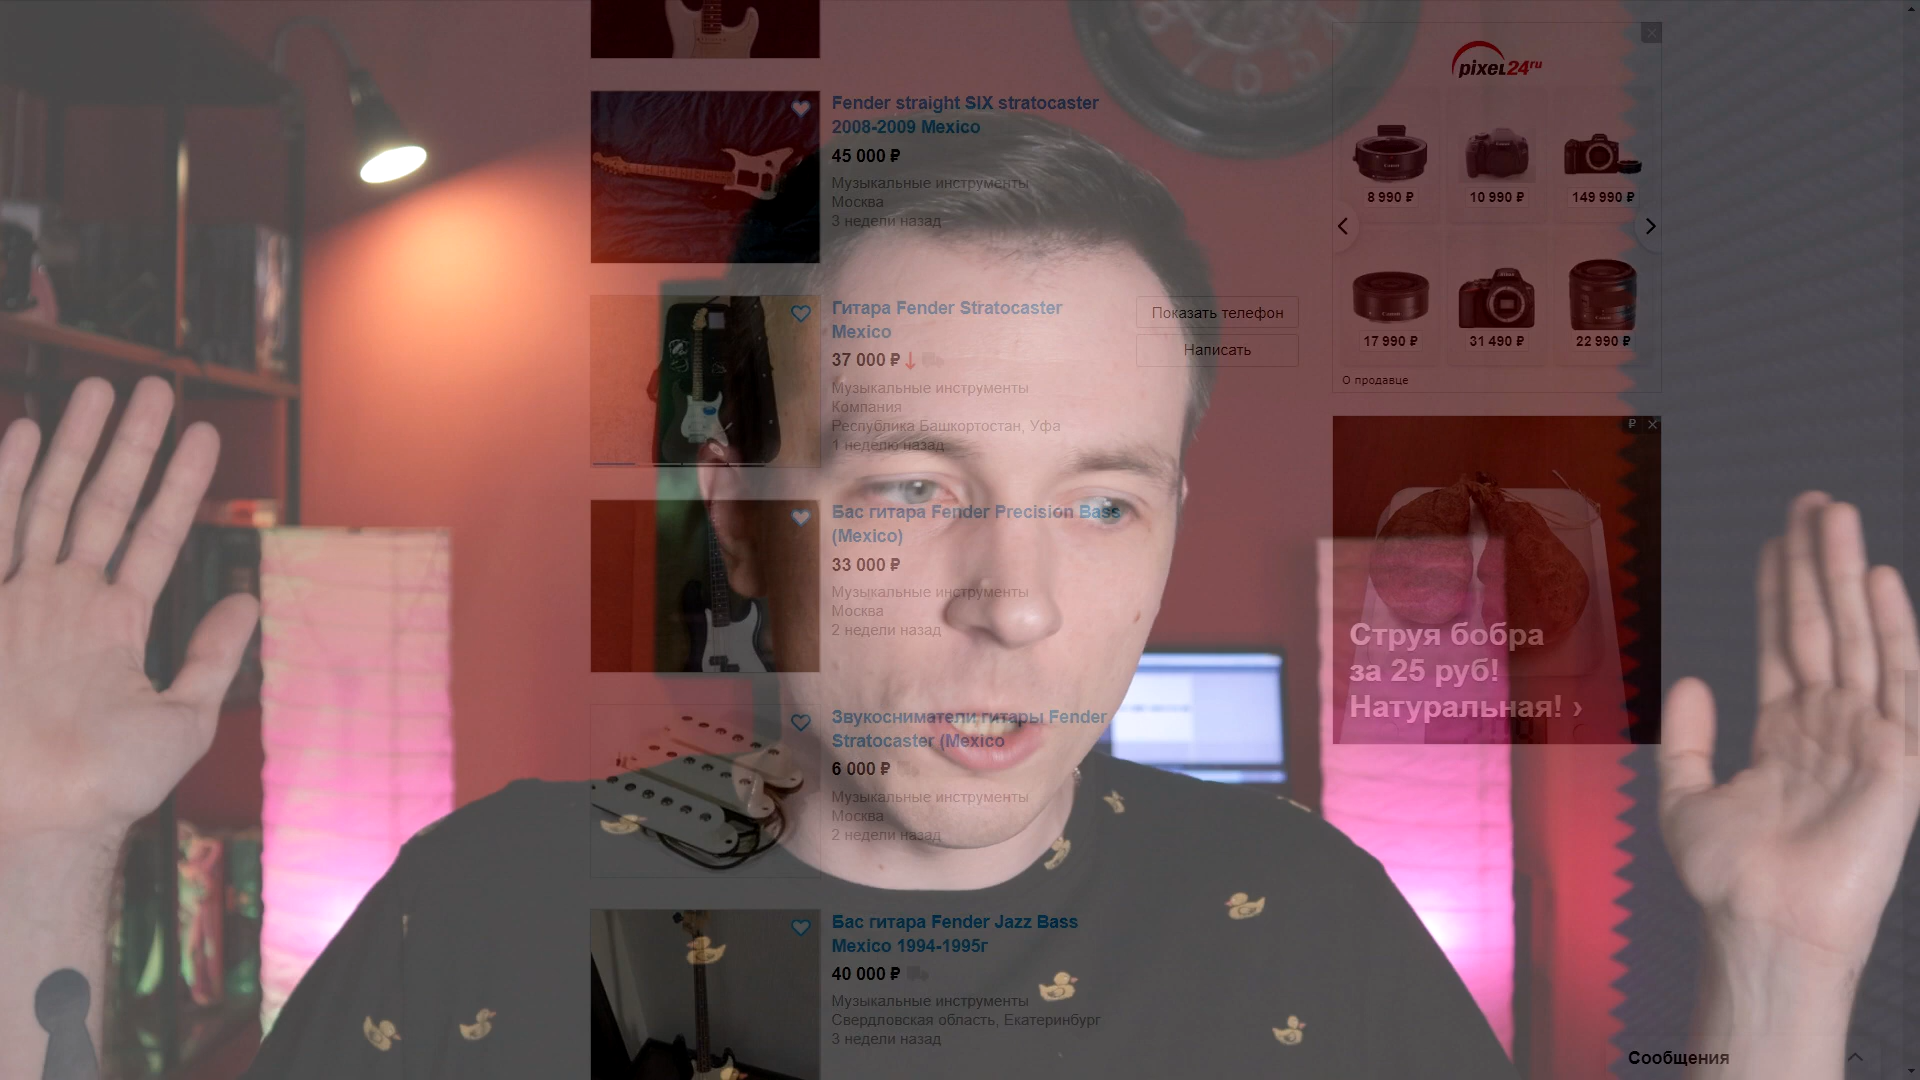 Fender straight SIX stratocaster
2008-2009 Mexico
45 000 ₽
Музыкальные инструменты
Москва
3 недели назад
Гитара Fender Stratocaster
Mexico
37 000 ₽
Музыкальные инструменты
Компания
Республика Башкортостан, Уфа
1 неделю назад
Показать телефон
Написать
Бас гитара Fender Precision Bass
(Mexico)
33 000 ₽
Музыкальные инструменты
Москва
2 недели назад
Звукосниматели гитары Fender
Stratocaster (Mexico
6 000 ₽
Музыкальные инструменты
Москва
2 недели назад
Бас гитара Fender Jazz Bass
Mexico 1994-1995г
40 000 ₽
Музыкальные инструменты
Свердловская область, Екатеринбург
3 недели назад
pixel24ru
8 990 ₽
10 990 ₽
149 990 ₽
17 990 ₽
31 490 ₽
22 990 ₽
О продавце
₽
Струя бобра
за 25 руб!
Натуральная! ›
Сообщения